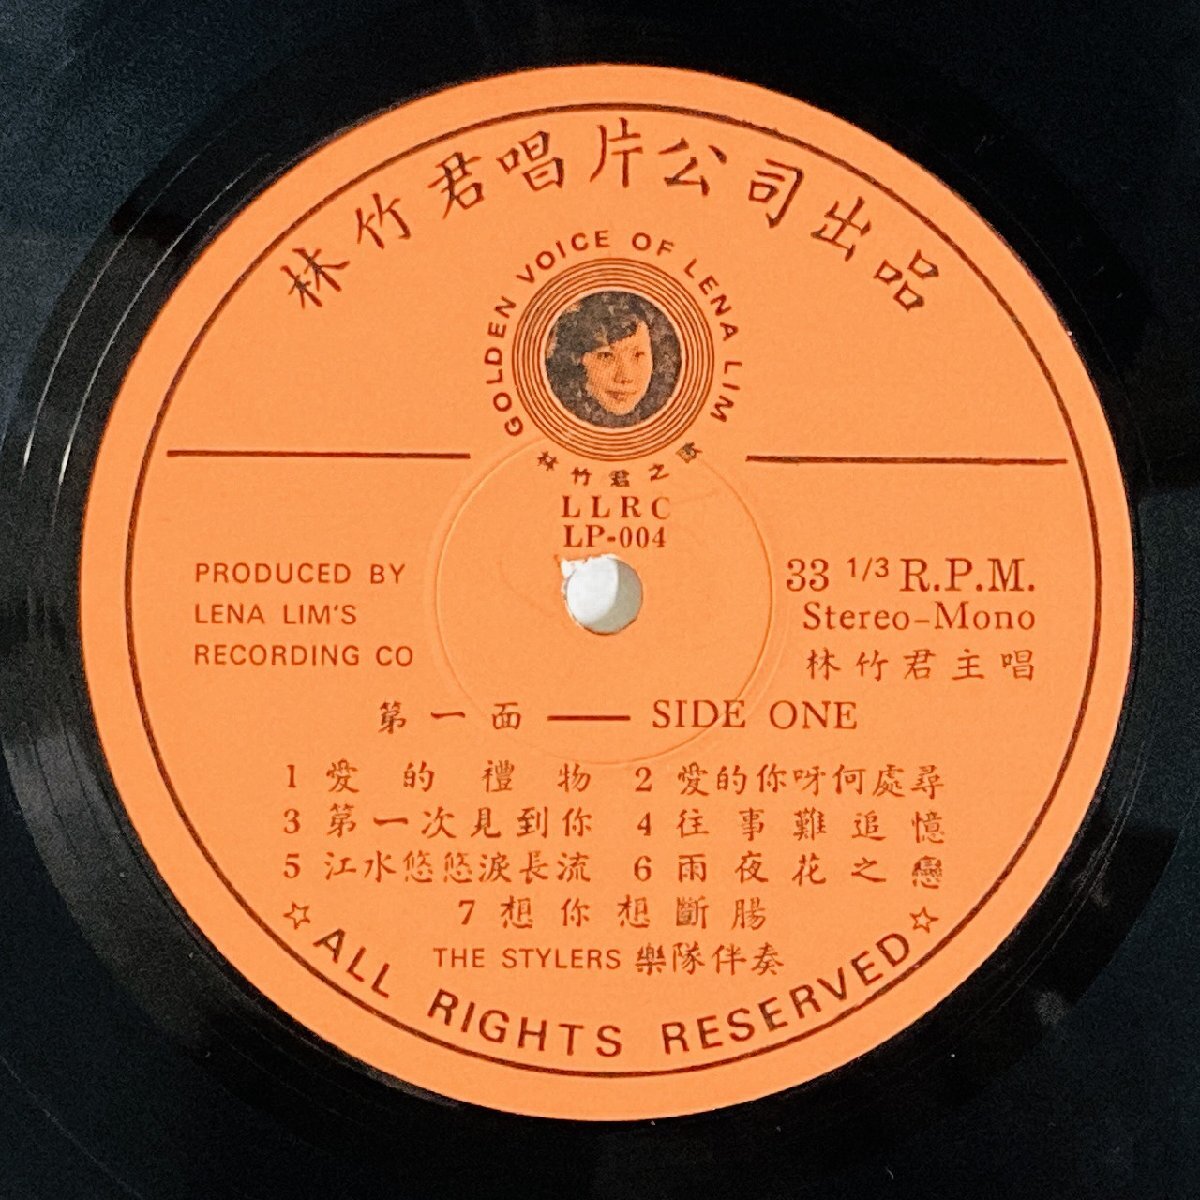 林竹君唱片公司出品
GOLDEN VOICE OF LENA LIM
林竹君之歌
LLRC
LP-004
PRODUCED BY
LENA LIM'S
RECORDING CO
33 1/3 R.P.M.
Stereo-Mono
林竹君主唱
第一面 — SIDE ONE
1 愛的禮物 2 愛的你呀何處尋
3 第一次見到你 4 往事難追憶
5 江水悠悠淚長流 6 雨夜花之戀
7 想你想斷腸
THE STYLERS 樂隊伴奏
☆ ALL RIGHTS RESERVED ☆